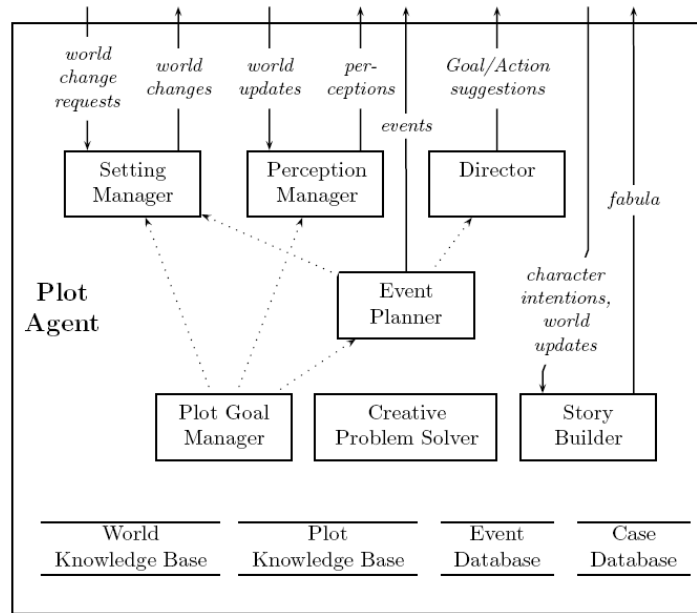 world
change
requests
world
changes
world
updates
per-
ceptions
events
Goal/Action
suggestions
fabula
Setting
Manager
Perception
Manager
Director
Plot
Agent
Event
Planner
character
intentions,
world
updates
Plot Goal
Manager
Creative
Problem Solver
Story
Builder
World
Knowledge Base
Plot
Knowledge Base
Event
Database
Case
Database